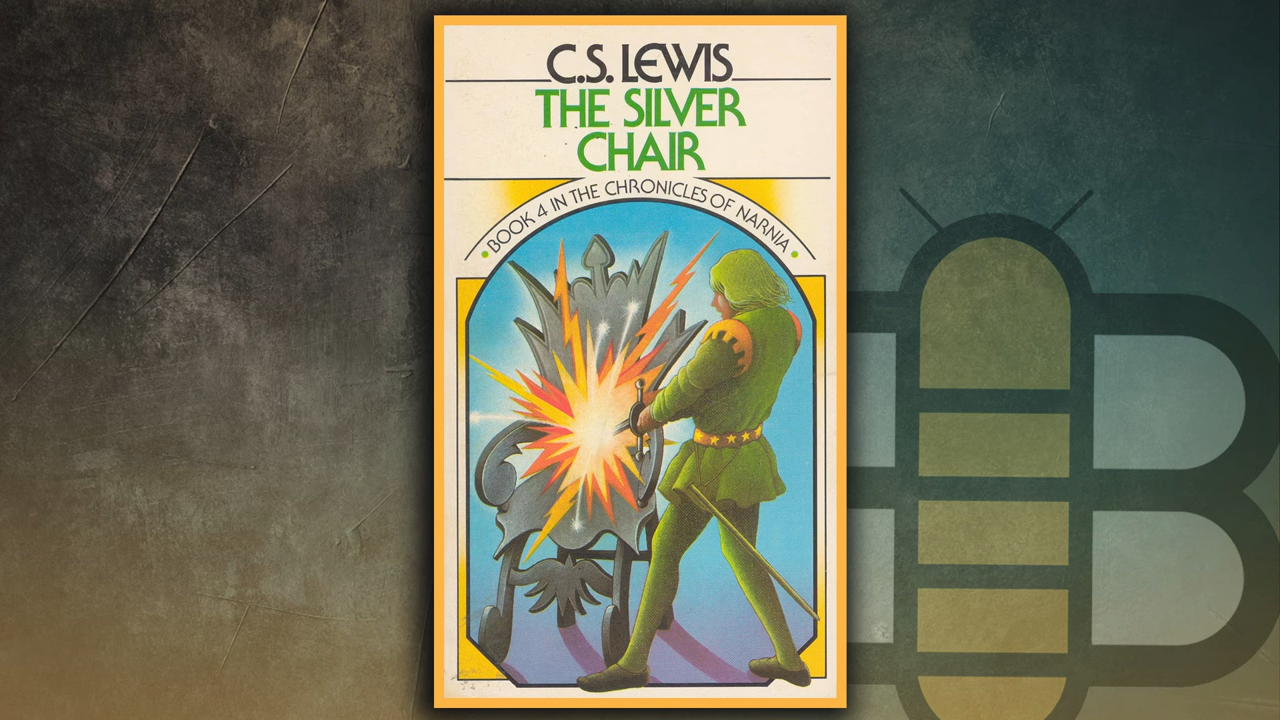 C.S. LEWIS
THE SILVER
CHAIR
•BOOK 4 IN THE CHRONICLES OF NARNIA•